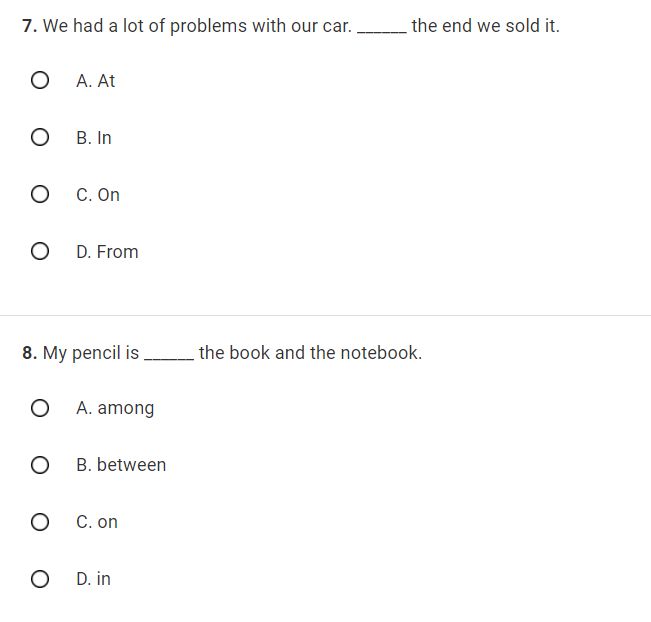 7. We had a lot of problems with our car. ______ the end we sold it.
A. At
B. In
C. On
D. From
8. My pencil is ______ the book and the notebook.
A. among
B. between
C. on
D. in